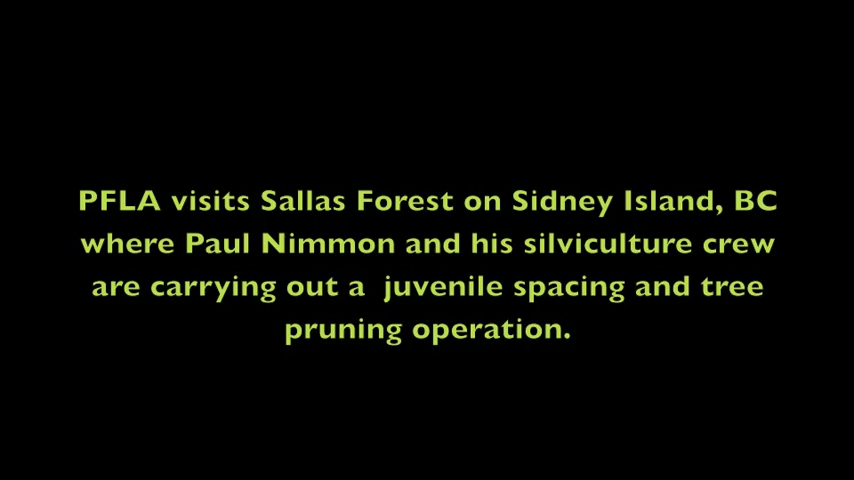 PFLA visits Sallas Forest on Sidney Island, BC
where Paul Nimmon and his silviculture crew
are carrying out a  juvenile spacing and tree
pruning operation.